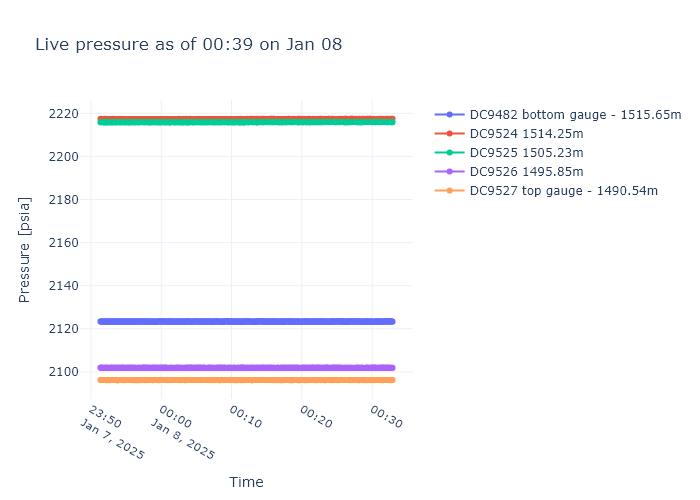 Live pressure as of 00:39 on Jan 08
DC9482 bottom gauge - 1515.65m
DC9524 1514.25m
DC9525 1505.23m
DC9526 1495.85m
DC9527 top gauge - 1490.54m
Pressure [psia]
2220
2200
2180
2160
2140
2120
2100
23:50
Jan 7, 2025
00:00
Jan 8, 2025
00:10
00:20
00:30
Time